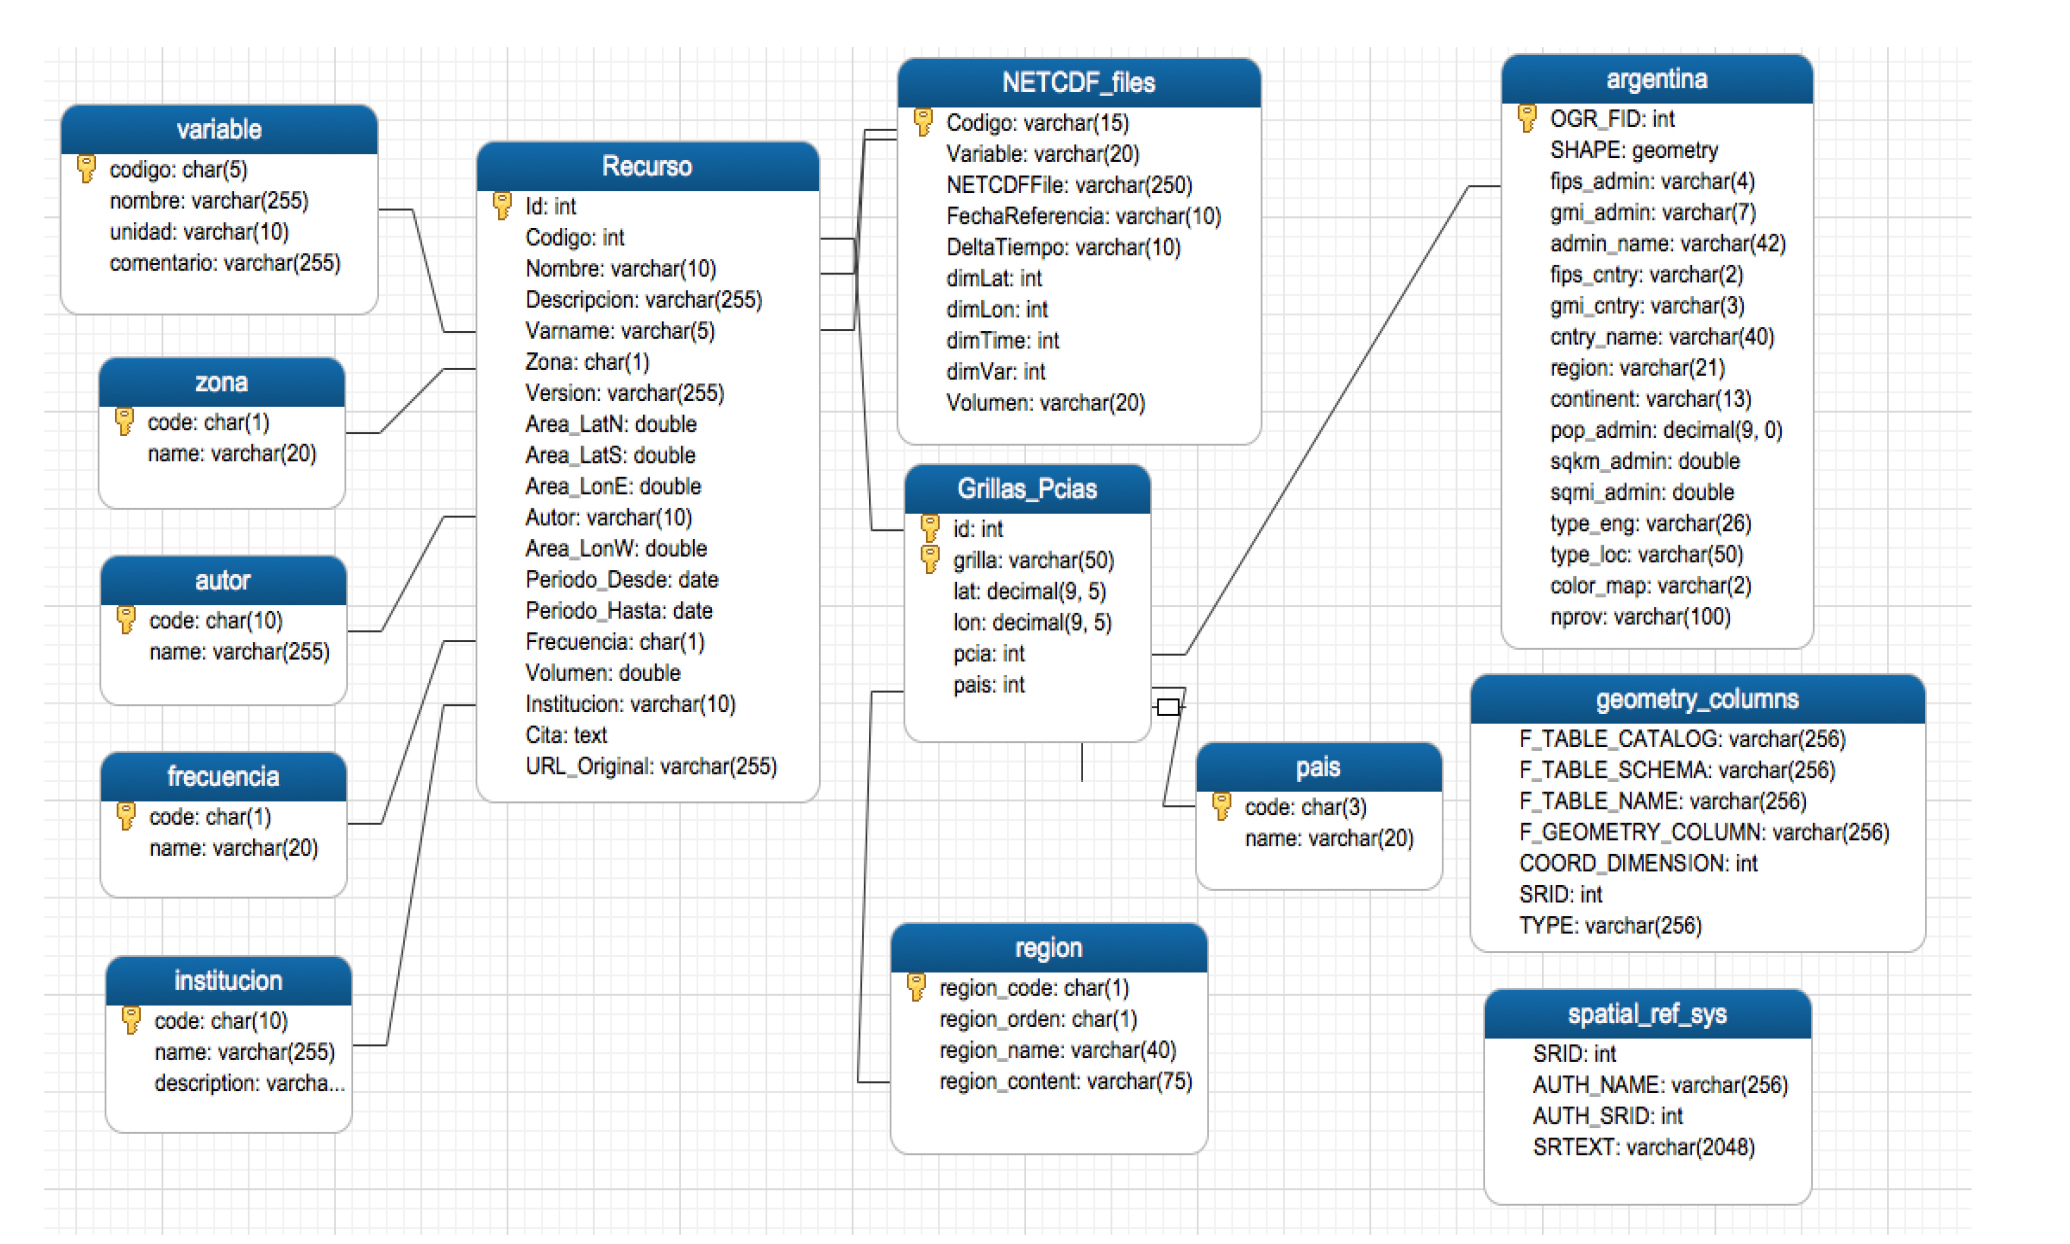 variable
codigo: char(5)
nombre: varchar(255)
unidad: varchar(10)
comentario: varchar(255)
zona
code: char(1)
name: varchar(20)
autor
code: char(10)
name: varchar(255)
frecuencia
code: char(1)
name: varchar(20)
institucion
code: char(10)
name: varchar(255)
description: varcha...
Recurso
Id: int
Codigo: int
Nombre: varchar(10)
Descripcion: varchar(255)
Varname: varchar(5)
Zona: char(1)
Version: varchar(255)
Area_LatN: double
Area_LatS: double
Area_LonE: double
Autor: varchar(10)
Area_LonW: double
Periodo_Desde: date
Periodo_Hasta: date
Frecuencia: char(1)
Volumen: double
Institucion: varchar(10)
Cita: text
URL_Original: varchar(255)
NETCDF_files
Codigo: varchar(15)
Variable: varchar(20)
NETCDFFile: varchar(250)
FechaReferencia: varchar(10)
DeltaTiempo: varchar(10)
dimLat: int
dimLon: int
dimTime: int
dimVar: int
Volumen: varchar(20)
Grillas_Pcias
id: int
grilla: varchar(50)
lat: decimal(9, 5)
lon: decimal(9, 5)
pcia: int
pais: int
pais
code: char(3)
name: varchar(20)
region
region_code: char(1)
region_orden: char(1)
region_name: varchar(40)
region_content: varchar(75)
argentina
OGR_FID: int
SHAPE: geometry
fips_admin: varchar(4)
gmi_admin: varchar(7)
admin_name: varchar(42)
fips_cntry: varchar(2)
gmi_cntry: varchar(3)
cntry_name: varchar(40)
region: varchar(21)
continent: varchar(13)
pop_admin: decimal(9, 0)
sqkm_admin: double
sqmi_admin: double
type_eng: varchar(26)
type_loc: varchar(50)
color_map: varchar(2)
nprov: varchar(100)
geometry_columns
F_TABLE_CATALOG: varchar(256)
F_TABLE_SCHEMA: varchar(256)
F_TABLE_NAME: varchar(256)
F_GEOMETRY_COLUMN: varchar(256)
COORD_DIMENSION: int
SRID: int
TYPE: varchar(256)
spatial_ref_sys
SRID: int
AUTH_NAME: varchar(256)
AUTH_SRID: int
SRTEXT: varchar(2048)